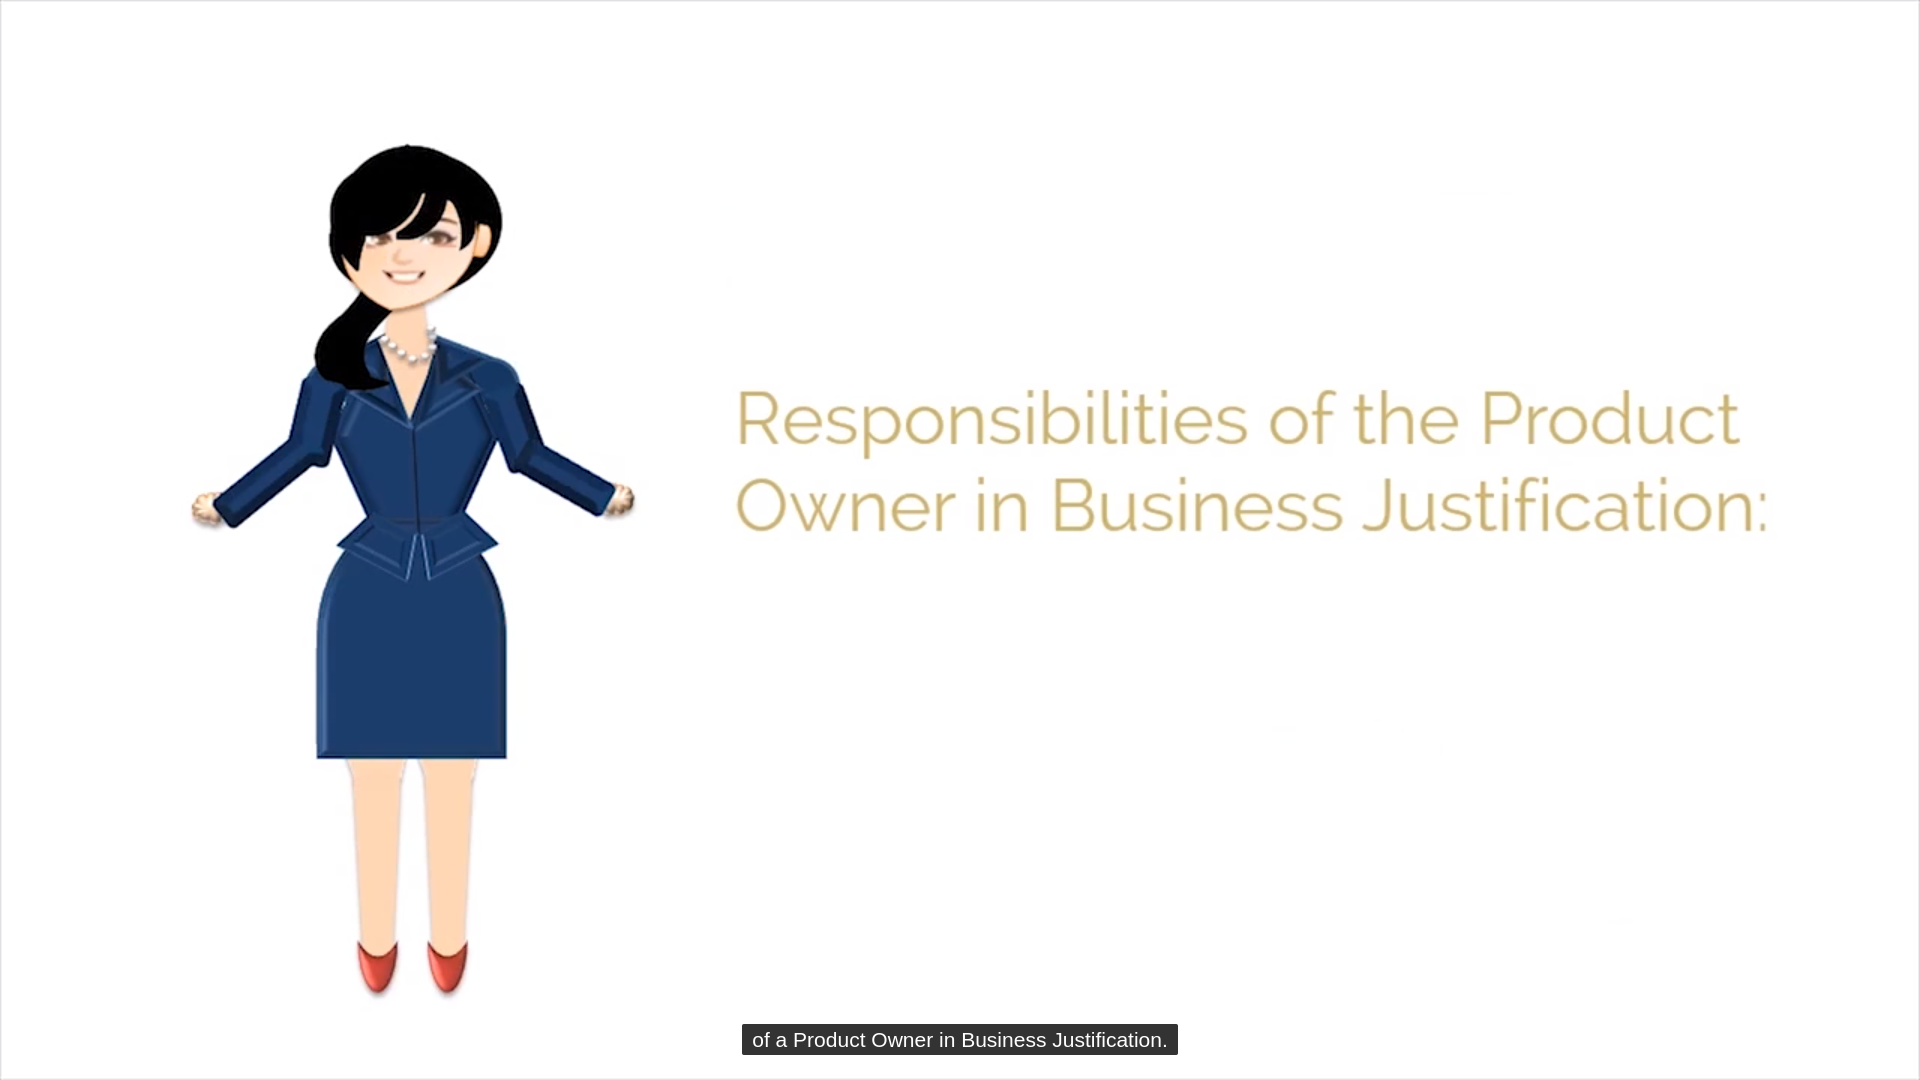 Responsibilities of the Product
Owner in Business Justification:
of a Product Owner in Business Justification.